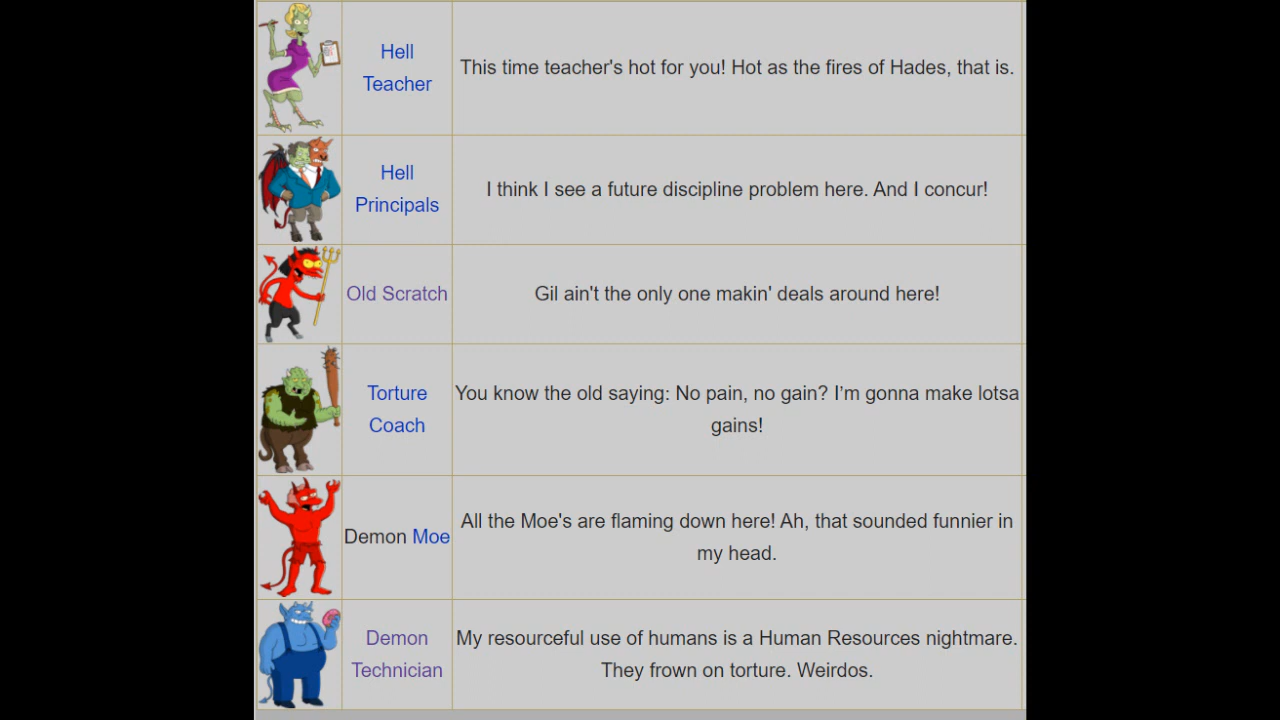 Hell
Teacher
This time teacher's hot for you! Hot as the fires of Hades, that is.
Hell
Principals
I think I see a future discipline problem here. And I concur!
Old Scratch
Gil ain't the only one makin' deals around here!
Torture
Coach
You know the old saying: No pain, no gain? I’m gonna make lotsa
gains!
Demon Moe
All the Moe's are flaming down here! Ah, that sounded funnier in
my head.
Demon
Technician
My resourceful use of humans is a Human Resources nightmare.
They frown on torture. Weirdos.